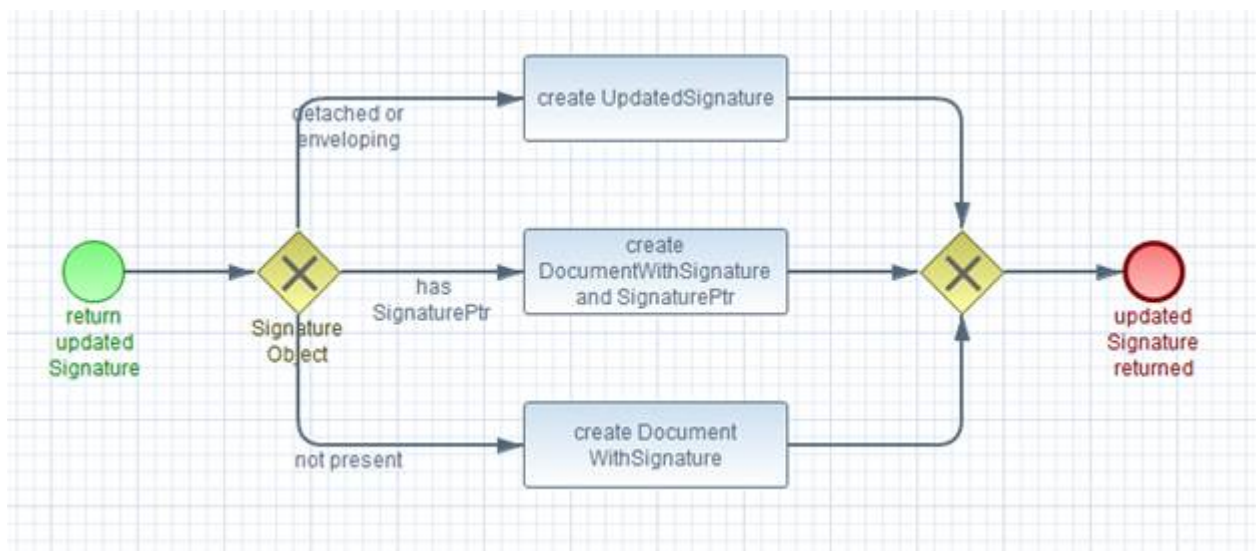 create UpdatedSignature
detached or
enveloping
create
DocumentWithSignature
and SignaturePtr
has
SignaturePtr
return
updated
Signature
Signature
Object
updated
Signature
returned
create Document
WithSignature
not present